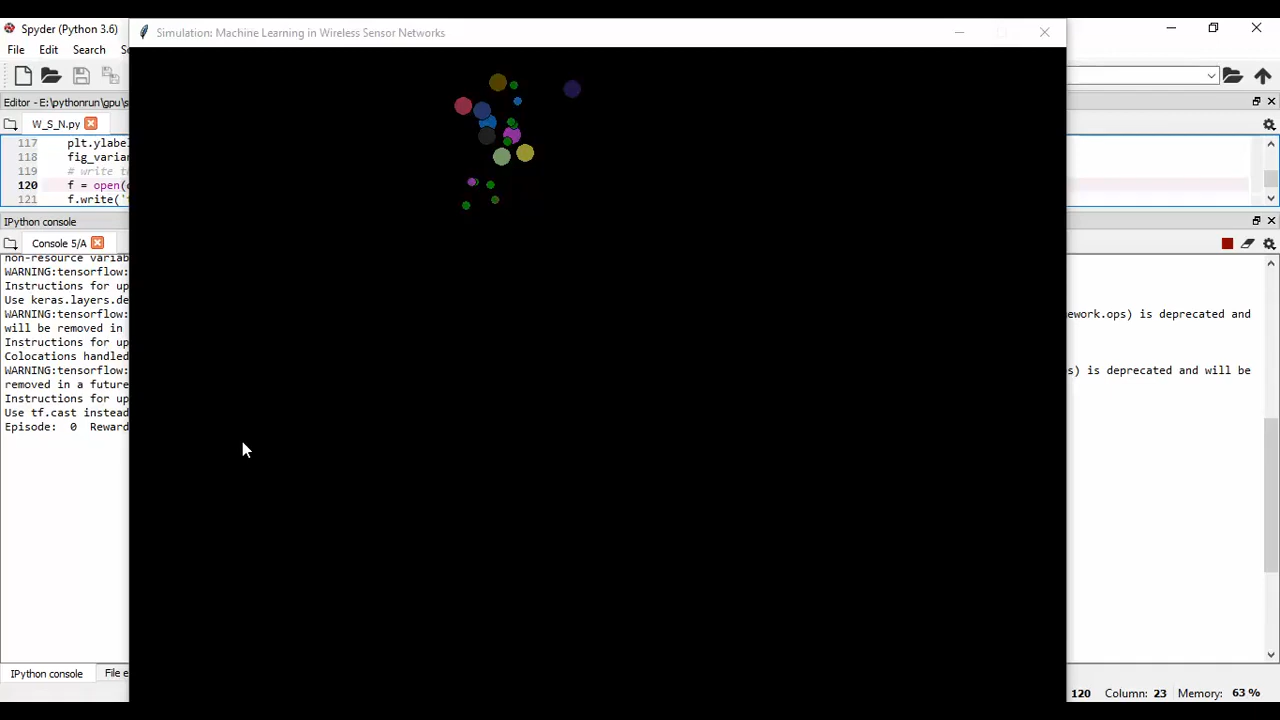 Spyder (Python 3.6)
Simulation: Machine Learning in Wireless Sensor Networks
File Edit Search
Editor - E:\pythonrun\gpu\s
W_S_N.py
117 plt.ylabel
118 fig_varian
119 # write t
120 f = open(
121 f.write('
IPython console
Console 5/A
non-resource variab
WARNING:tensorflow:
Instructions for up
Use keras.layers.de
WARNING:tensorflow:
ework.ops) is deprecated and
will be removed in
Instructions for up
Colocations handled
WARNING:tensorflow:
s) is deprecated and will be
removed in a future
Instructions for up
Use tf.cast instead
Episode: 0 Reward
IPython console File e
120 Column: 23 Memory: 63 %